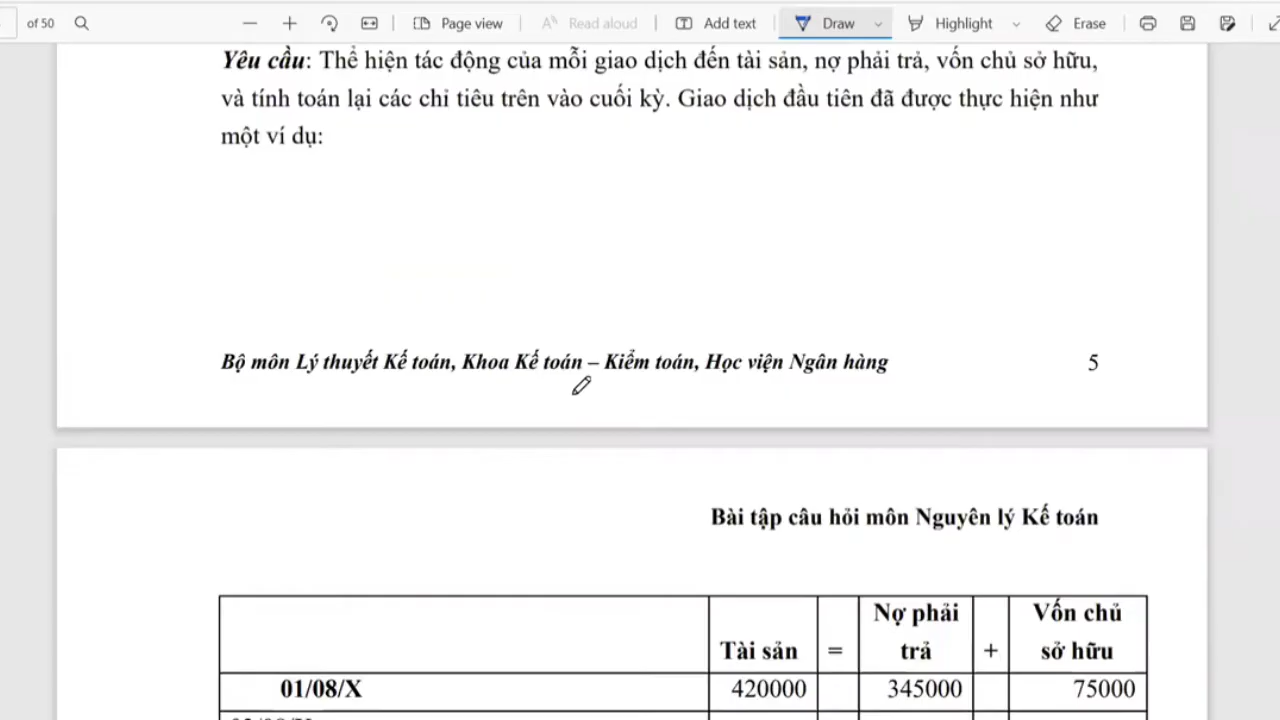 of 50
Page view
Read aloud
Add text
Draw
Highlight
Erase
Yêu cầu: Thể hiện tác động của mỗi giao dịch đến tài sản, nợ phải trả, vốn chủ sở hữu,
và tính toán lại các chỉ tiêu trên vào cuối kỳ. Giao dịch đầu tiên đã được thực hiện như
một ví dụ:
Bộ môn Lý thuyết Kế toán, Khoa Kế toán – Kiểm toán, Học viện Ngân hàng 5
Bài tập câu hỏi môn Nguyên lý Kế toán
Tài sản = Nợ phải trả + Vốn chủ sở hữu
01/08/X 420000 345000 75000